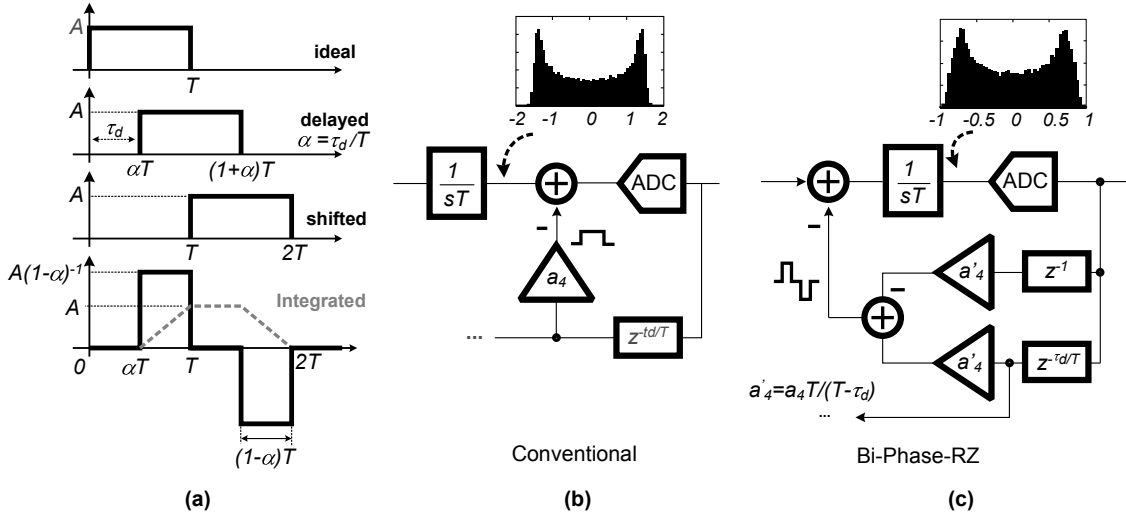 A
ideal
T
A
delayed
τd
α =τd/T
αT
(1+α)T
A
shifted
T
2T
A(1-α)-1
A
Integrated
0
αT
T
2T
(1-α)T
(a)
-2 -1 0 1 2
1
sT
+
ADC
−
a4
...
z-td/T
Conventional
(b)
-1 -0.5 0 0.5 1
+
1
sT
ADC
−
a'4
z-1
−
+
a'4
z-τd/T
a'4=a4T/(T-τd)
...
Bi-Phase-RZ
(c)